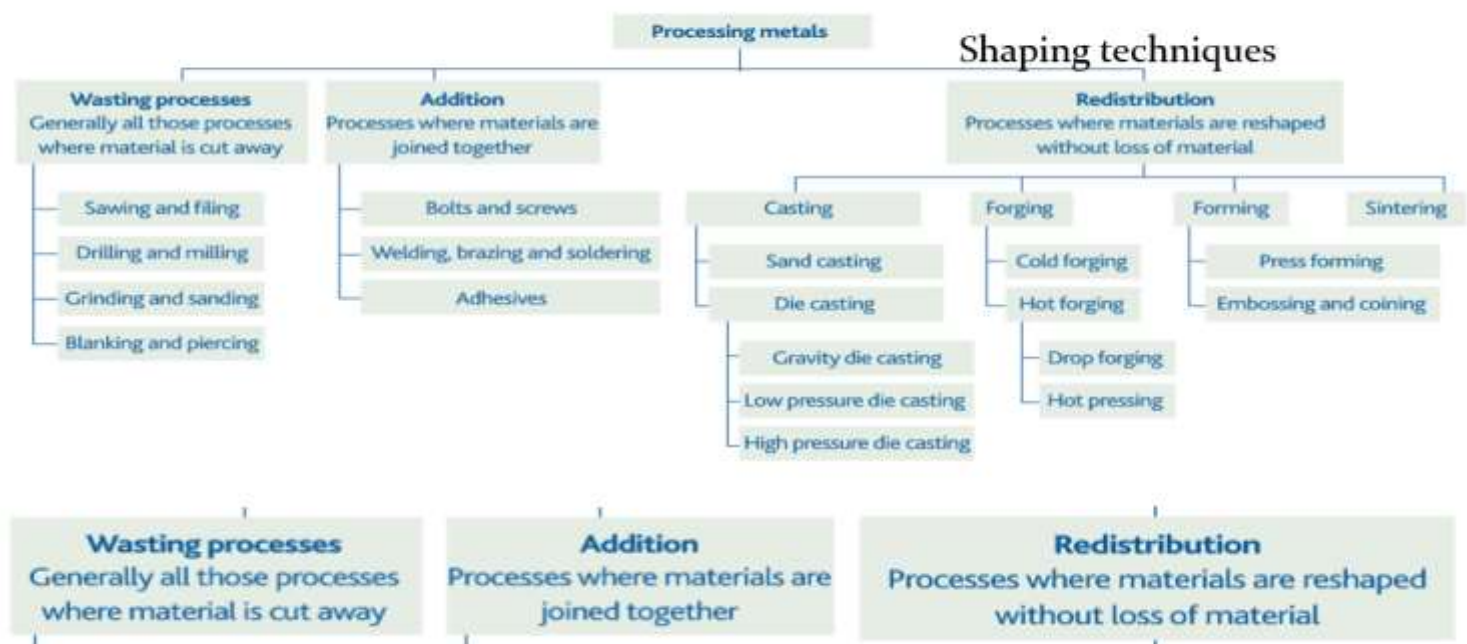 Processing metals
Shaping techniques
Wasting processes
Generally all those processes
where material is cut away
Addition
Processes where materials are
joined together
Redistribution
Processes where materials are reshaped
without loss of material
Sawing and filing
Drilling and milling
Grinding and sanding
Blanking and piercing
Bolts and screws
Welding, brazing and soldering
Adhesives
Casting
Sand casting
Die casting
Gravity die casting
Low pressure die casting
High pressure die casting
Forging
Cold forging
Hot forging
Drop forging
Hot pressing
Forming
Press forming
Embossing and coining
Sintering
Wasting processes
Generally all those processes
where material is cut away
Addition
Processes where materials are
joined together
Redistribution
Processes where materials are reshaped
without loss of material